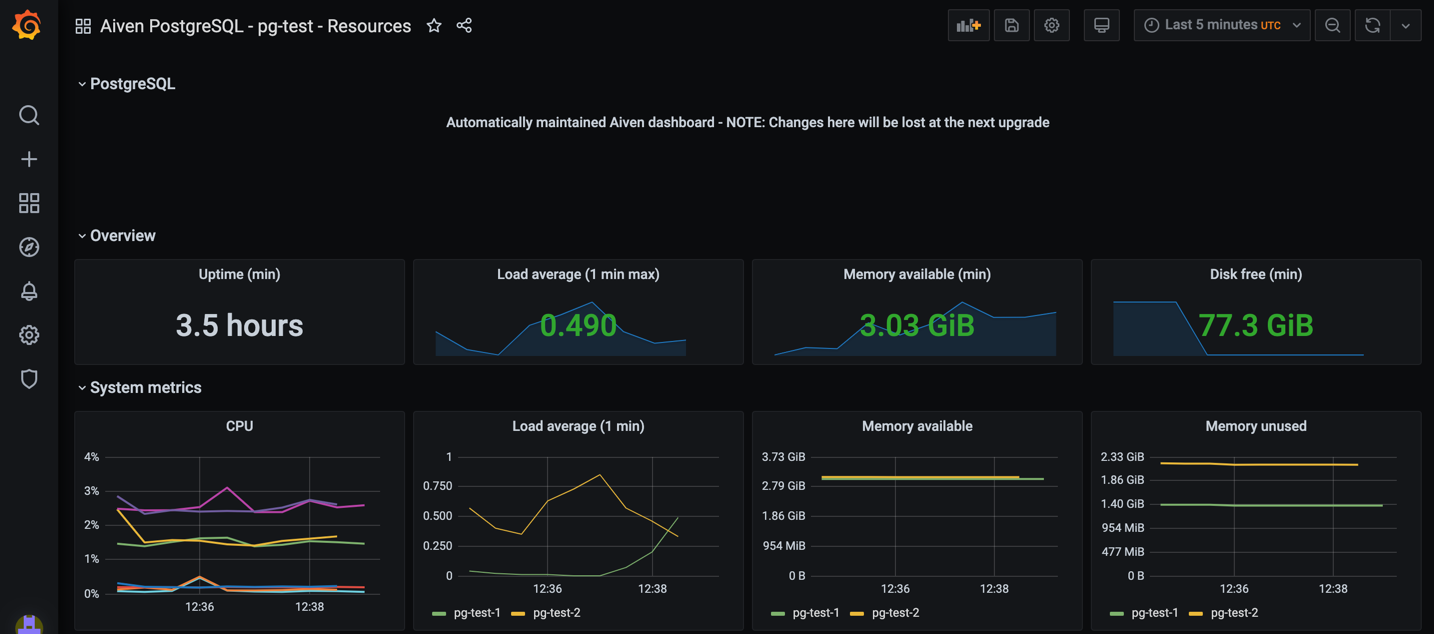 Aiven PostgreSQL - pg-test - Resources
Last 5 minutes UTC
PostgreSQL
Automatically maintained Aiven dashboard - NOTE: Changes here will be lost at the next upgrade
Overview
Uptime (min)
3.5 hours
Load average (1 min max)
0.490
Memory available (min)
3.03 GiB
Disk free (min)
77.3 GiB
System metrics
CPU
4%
3%
2%
1%
0%
12:36 12:38
Load average (1 min)
1
0.750
0.500
0.250
0
12:36 12:38
pg-test-1 pg-test-2
Memory available
3.73 GiB
2.79 GiB
1.86 GiB
954 MiB
0 B
12:36 12:38
pg-test-1 pg-test-2
Memory unused
2.33 GiB
1.86 GiB
1.40 GiB
954 MiB
477 MiB
0 B
12:36 12:38
pg-test-1 pg-test-2